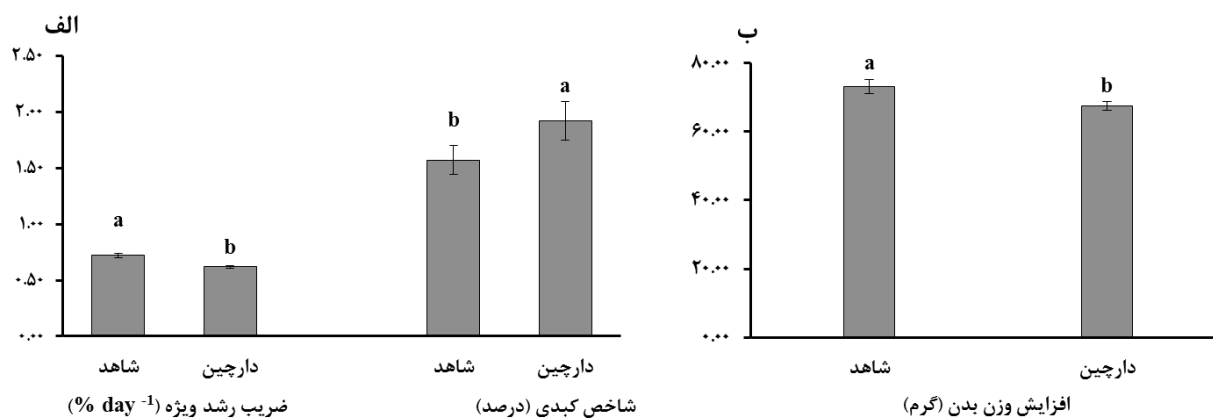 الف
۲.۵۰
۲.۰۰
۱.۵۰
۱.۰۰
۰.۵۰
۰.۰۰
a
b
b
a
شاهد
دارچین
شاهد
دارچین
ضریب رشد ویژه (% day -1)
شاخص کبدی (درصد)
ب
۸۰.۰۰
۶۰.۰۰
۴۰.۰۰
۲۰.۰۰
۰.۰۰
a
b
شاهد
دارچین
افزایش وزن بدن (گرم)